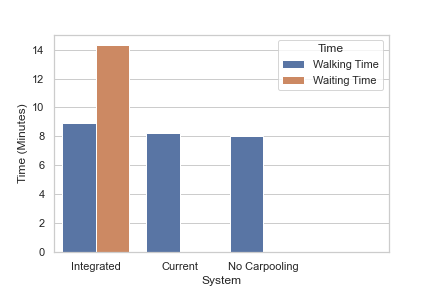 Time
Walking Time
Waiting Time
14
12
10
8
6
4
2
0
Time (Minutes)
Integrated Current No Carpooling
System